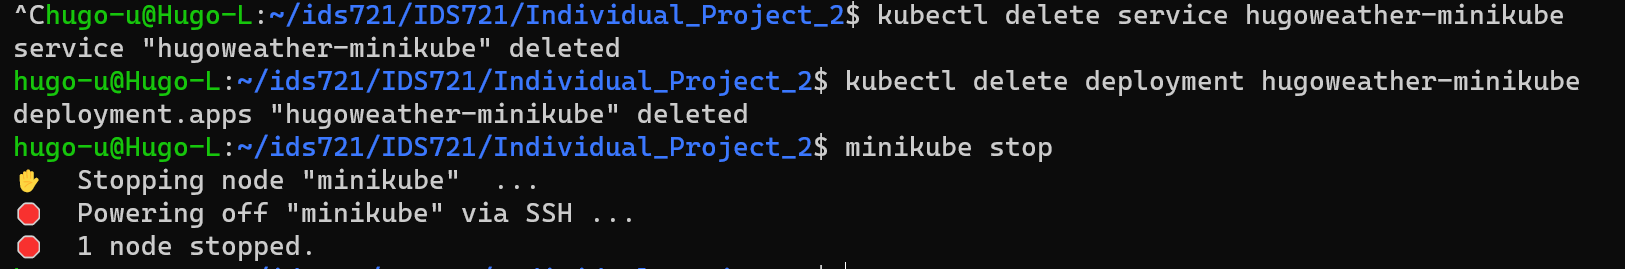 ^Chugo-u@Hugo-L:~/ids721/IDS721/Individual_Project_2$ kubectl delete service hugoweather-minikube
service "hugoweather-minikube" deleted
hugo-u@Hugo-L:~/ids721/IDS721/Individual_Project_2$ kubectl delete deployment hugoweather-minikube
deployment.apps "hugoweather-minikube" deleted
hugo-u@Hugo-L:~/ids721/IDS721/Individual_Project_2$ minikube stop
✋  Stopping node "minikube"  ...
🛑  Powering off "minikube" via SSH ...
🛑  1 node stopped.